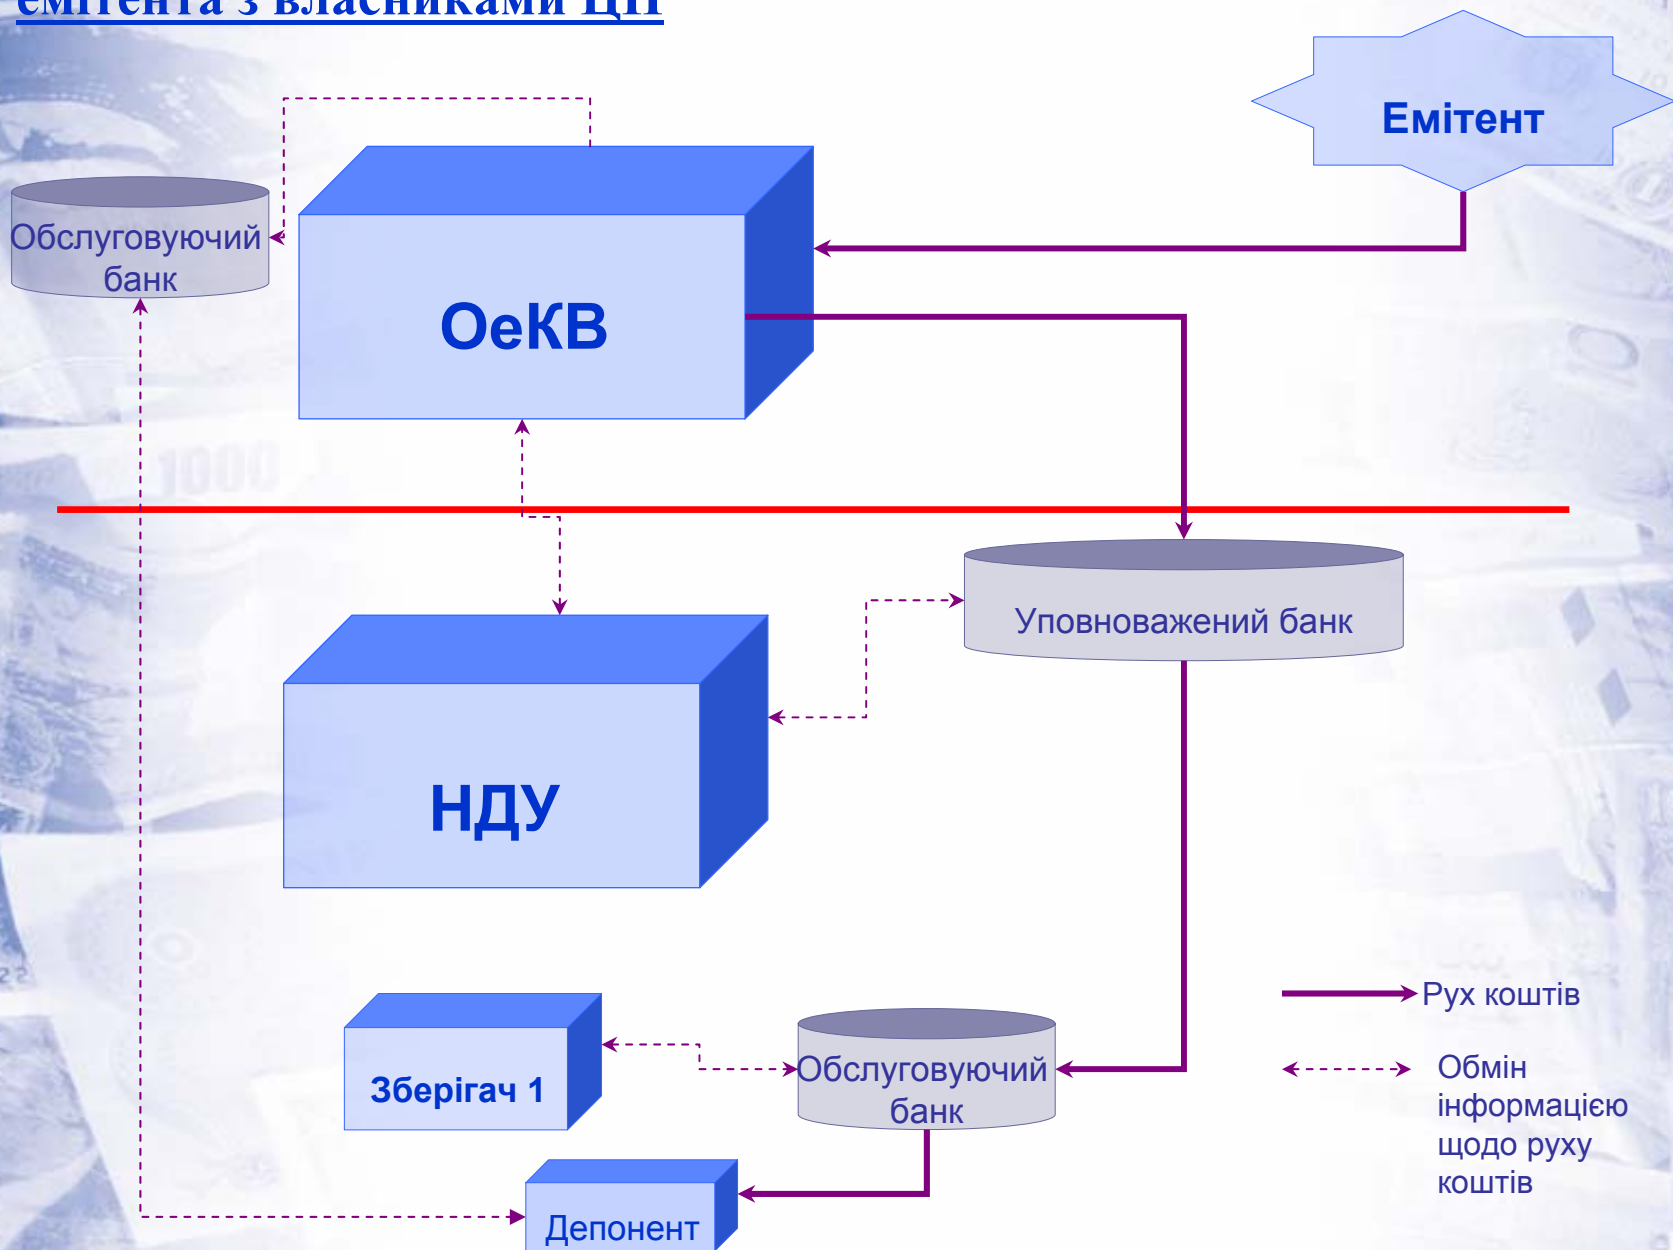 емітента з власниками ЦП
Емітент
Обслуговуючий
банк
ОеКВ
Уповноважений банк
НДУ
Рух коштів
Зберігач 1
Обслуговуючий
банк
Обмін
інформацією
щодо руху
коштів
Депонент
1000